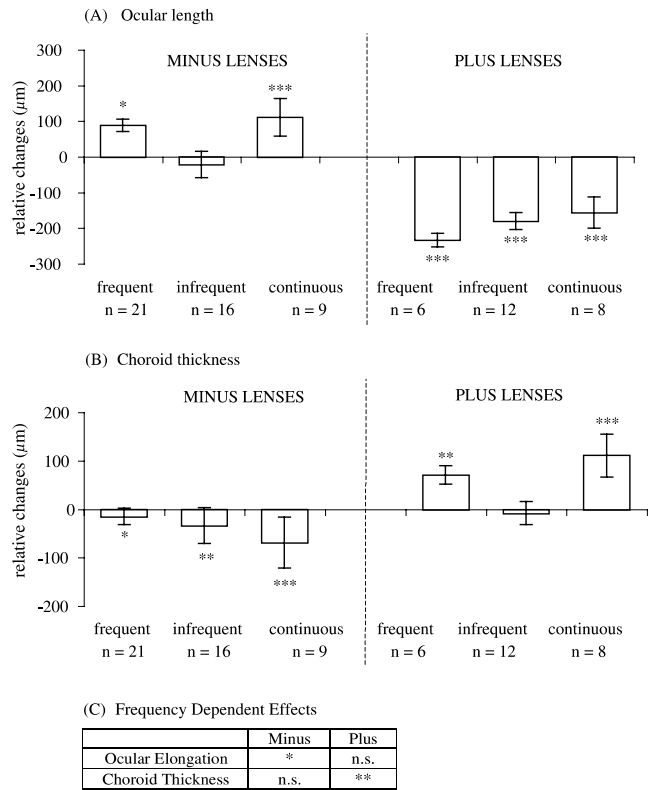 (A) Ocular length
MINUS LENSES PLUS LENSES
relative changes (µm)
300
200
100
0
-100
-200
-300
* *** *** *** ***
frequent infrequent continuous frequent infrequent continuous
n = 21 n = 16 n = 9 n = 6 n = 12 n = 8
(B) Choroid thickness
MINUS LENSES PLUS LENSES
relative changes (µm)
200
100
0
-100
-200
* ** *** ** ***
frequent infrequent continuous frequent infrequent continuous
n = 21 n = 16 n = 9 n = 6 n = 12 n = 8
(C) Frequency Dependent Effects
Minus Plus
Ocular Elongation * n.s.
Choroid Thickness n.s. **